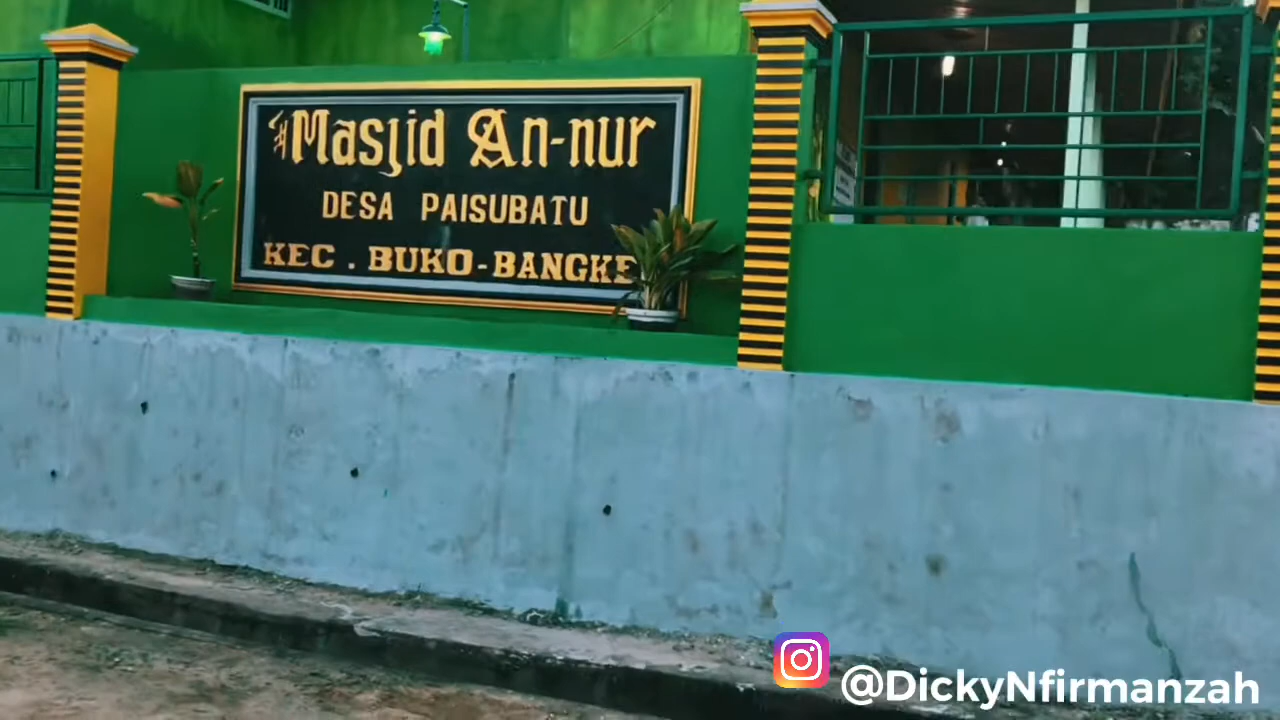 Masjid An-nur
DESA PAISUBATU
KEC. BUKO-BANGKE
@DickyNfirmanzah